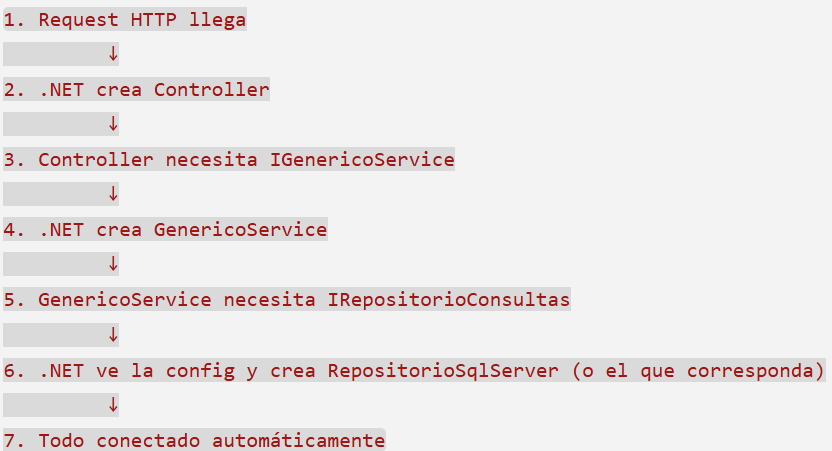 1. Request HTTP llega
↓
2. .NET crea Controller
↓
3. Controller necesita IGenericoService
↓
4. .NET crea GenericoService
↓
5. GenericoService necesita IRepositorioConsultas
↓
6. .NET ve la config y crea RepositorioSqlServer (o el que corresponda)
↓
7. Todo conectado automáticamente